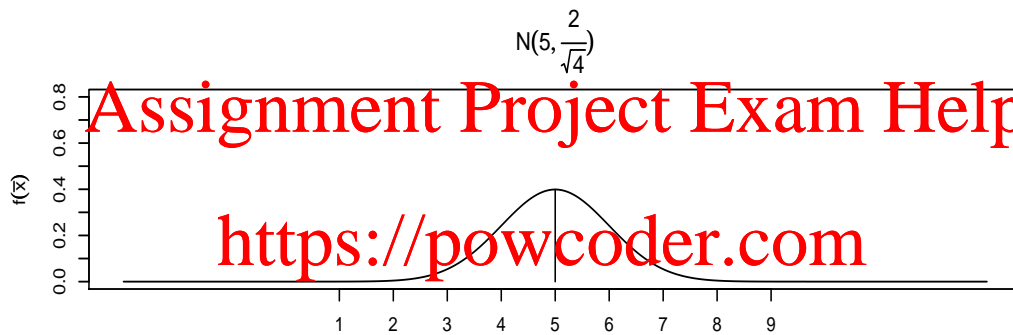 N(5, 2/√4)
Assignment Project Exam Help
https://powcoder.com
f(x̅)
0.0 0.2 0.4 0.6 0.8
1 2 3 4 5 6 7 8 9